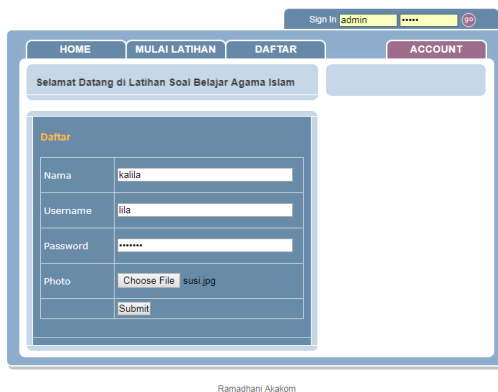 Sign In admin ••••• go
HOME MULAI LATIHAN DAFTAR ACCOUNT
Selamat Datang di Latihan Soal Belajar Agama Islam
Daftar
Nama kalila
Username lila
Password •••••••
Photo Choose File susi.jpg
Submit
Ramadhani Akakom